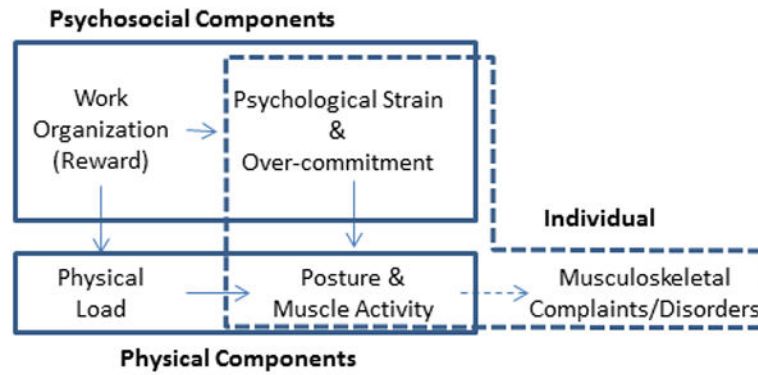 Psychosocial Components
Work
Organization
(Reward)
Psychological Strain
&
Over-commitment
Individual
Physical
Load
Posture &
Muscle Activity
Musculoskeletal
Complaints/Disorders
Physical Components